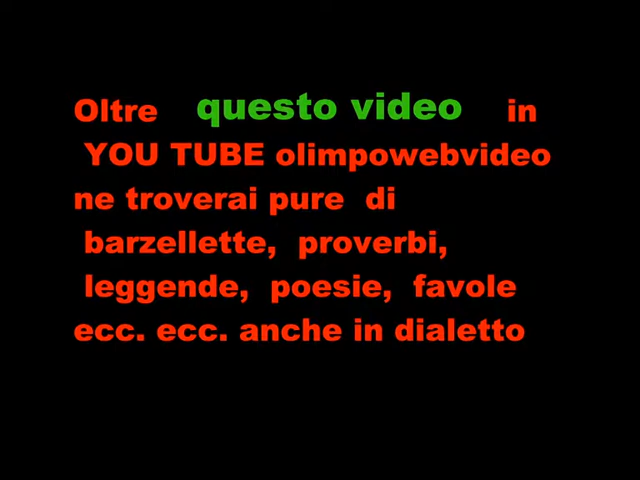 Oltre questo video in
YOU TUBE olimpowebvideo
ne troverai pure di
barzellette, proverbi,
leggende, poesie, favole
ecc. ecc. anche in dialetto